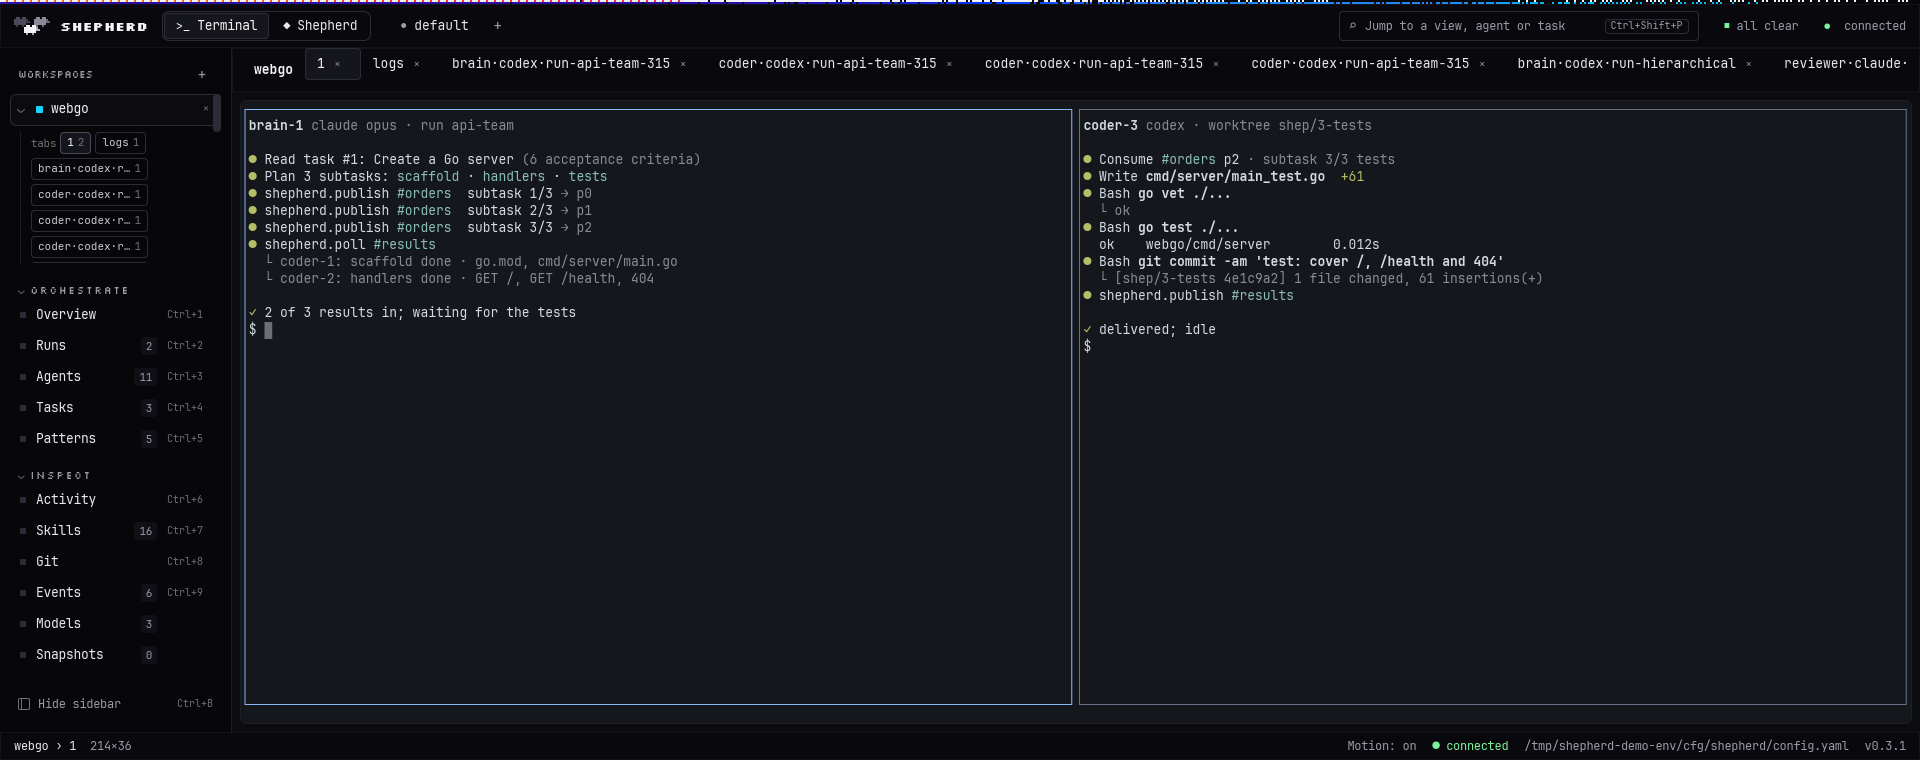 SHEPHERD
>_ Terminal
◆ Shepherd
● default
+
Jump to a view, agent or task
Ctrl+Shift+P
all clear
● connected
WORKSPACES
+
webgo ×
tabs 1 2 logs 1
brain·codex·r… 1
coder·codex·r… 1
coder·codex·r… 1
coder·codex·r… 1
ORCHESTRATE
Overview Ctrl+1
Runs 2 Ctrl+2
Agents 11 Ctrl+3
Tasks 3 Ctrl+4
Patterns 5 Ctrl+5
INSPECT
Activity Ctrl+6
Skills 16 Ctrl+7
Git Ctrl+8
Events 6 Ctrl+9
Models 3
Snapshots 0
Hide sidebar Ctrl+B
webgo
1 ×
logs ×
brain·codex·run-api-team-315 ×
coder·codex·run-api-team-315 ×
coder·codex·run-api-team-315 ×
coder·codex·run-api-team-315 ×
brain·codex·run-hierarchical ×
reviewer·claude·
brain-1 claude opus · run api-team
● Read task #1: Create a Go server (6 acceptance criteria)
● Plan 3 subtasks: scaffold · handlers · tests
● shepherd.publish #orders subtask 1/3 → p0
● shepherd.publish #orders subtask 2/3 → p1
● shepherd.publish #orders subtask 3/3 → p2
● shepherd.poll #results
└ coder-1: scaffold done · go.mod, cmd/server/main.go
└ coder-2: handlers done · GET /, GET /health, 404
✓ 2 of 3 results in; waiting for the tests
$
coder-3 codex · worktree shep/3-tests
● Consume #orders p2 · subtask 3/3 tests
● Write cmd/server/main_test.go +61
● Bash go vet ./...
└ ok
● Bash go test ./...
ok webgo/cmd/server 0.012s
● Bash git commit -am 'test: cover /, /health and 404'
└ [shep/3-tests 4e1c9a2] 1 file changed, 61 insertions(+)
● shepherd.publish #results
✓ delivered; idle
$
webgo › 1 214×36
Motion: on ● connected /tmp/shepherd-demo-env/cfg/shepherd/config.yaml v0.3.1